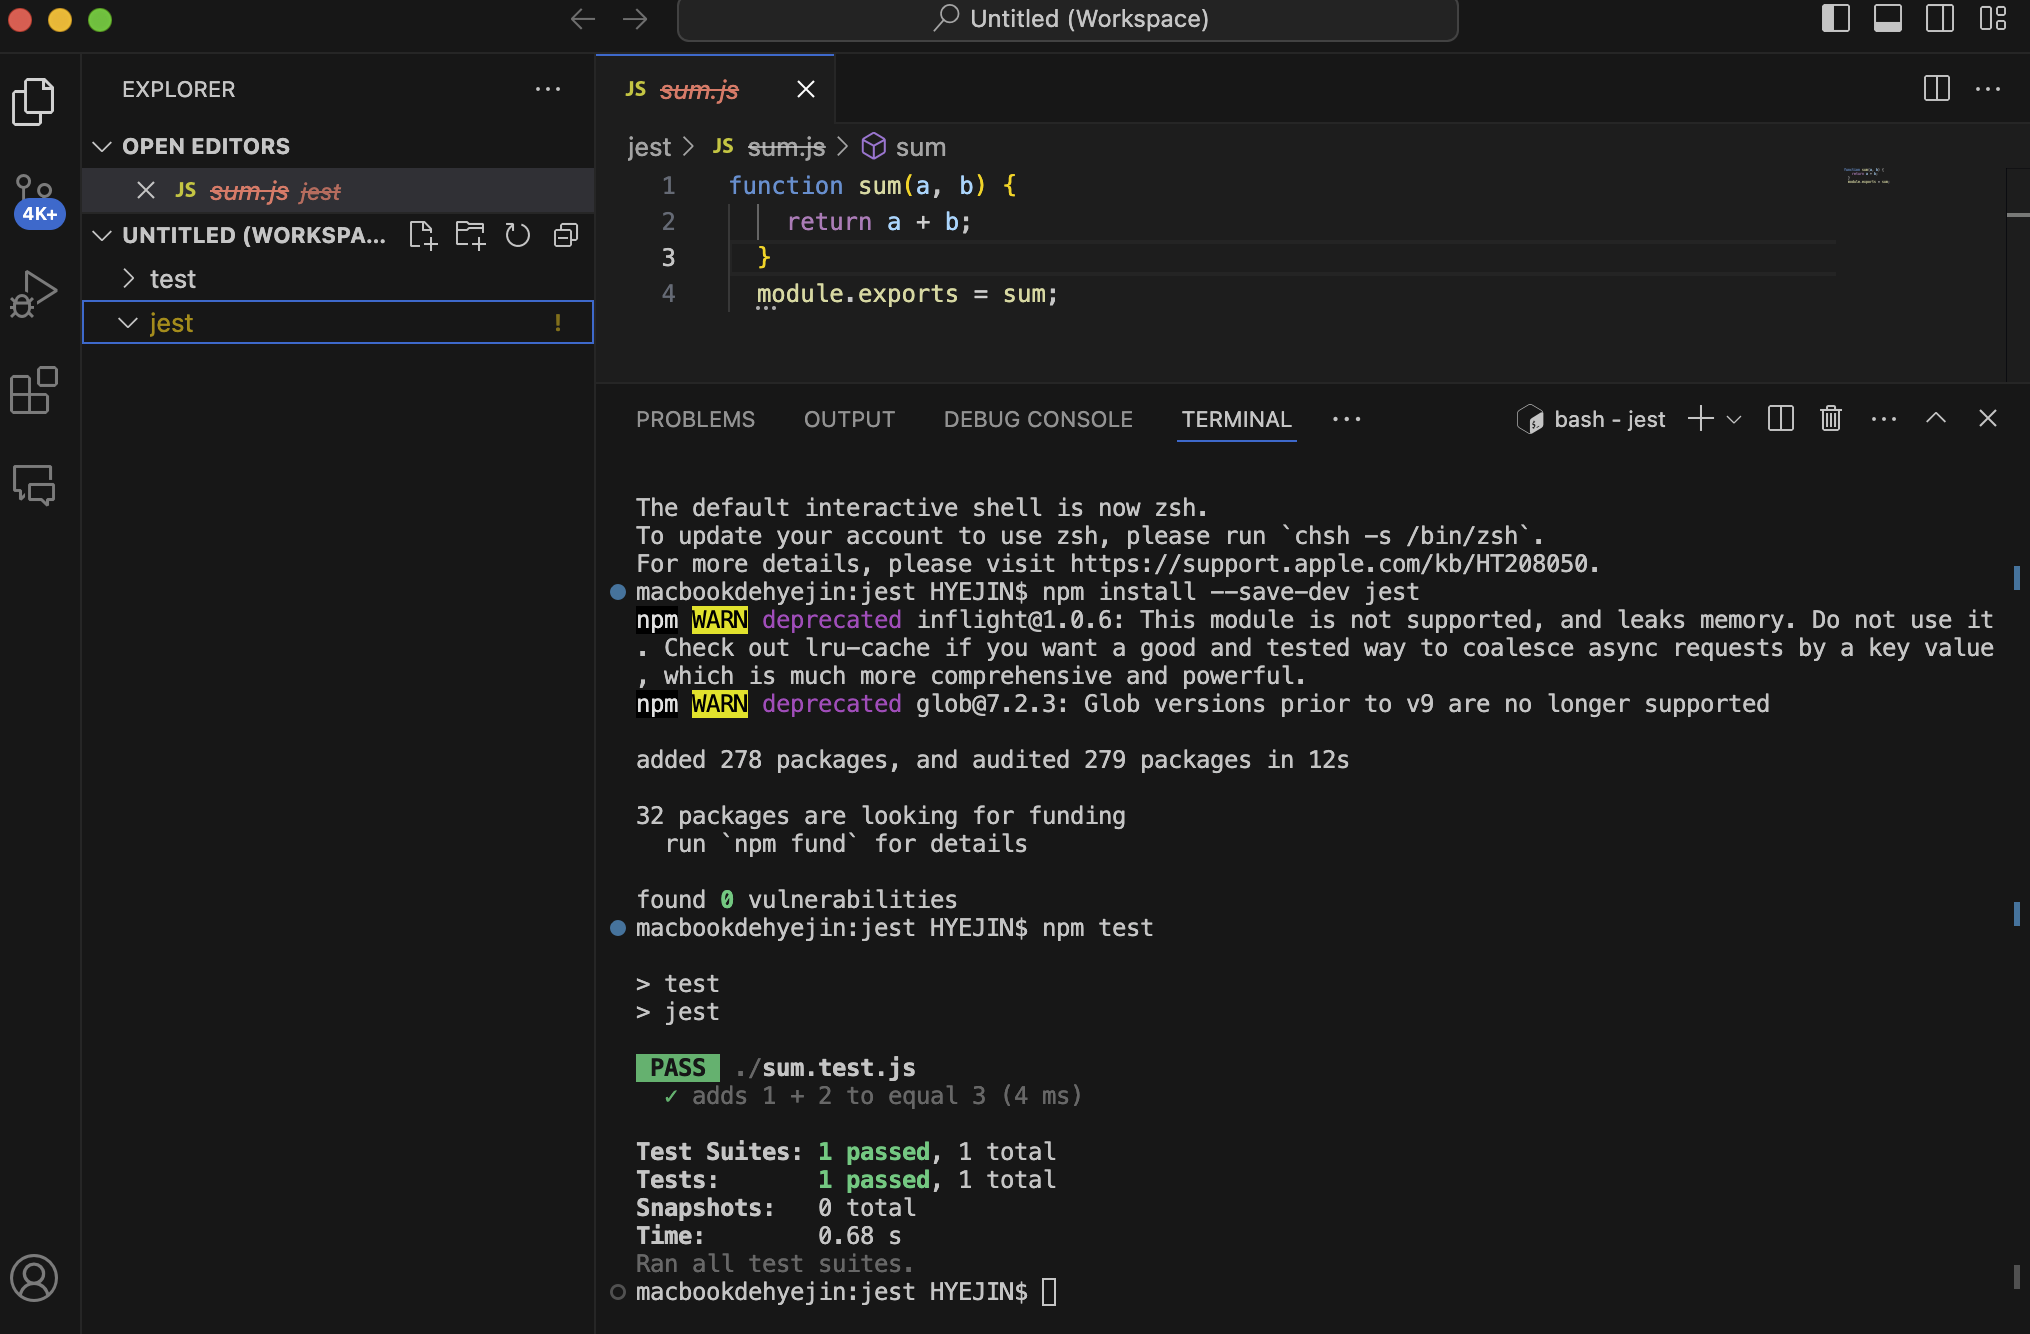 Untitled (Workspace)
EXPLORER
OPEN EDITORS
JS sum.js jest
4K+
UNTITLED (WORKSPA...
test
jest !
JS sum.js
jest > JS sum.js > sum
1 function sum(a, b) {
2 return a + b;
3 }
4 module.exports = sum;
PROBLEMS OUTPUT DEBUG CONSOLE TERMINAL ... bash - jest
The default interactive shell is now zsh.
To update your account to use zsh, please run `chsh -s /bin/zsh`.
For more details, please visit https://support.apple.com/kb/HT208050.
macbookdehyejin:jest HYEJIN$ npm install --save-dev jest
npm WARN deprecated inflight@1.0.6: This module is not supported, and leaks memory. Do not use it
. Check out lru-cache if you want a good and tested way to coalesce async requests by a key value
, which is much more comprehensive and powerful.
npm WARN deprecated glob@7.2.3: Glob versions prior to v9 are no longer supported
added 278 packages, and audited 279 packages in 12s
32 packages are looking for funding
run `npm fund` for details
found 0 vulnerabilities
macbookdehyejin:jest HYEJIN$ npm test
> test
> jest
PASS ./sum.test.js
✓ adds 1 + 2 to equal 3 (4 ms)
Test Suites: 1 passed, 1 total
Tests: 1 passed, 1 total
Snapshots: 0 total
Time: 0.68 s
Ran all test suites.
macbookdehyejin:jest HYEJIN$